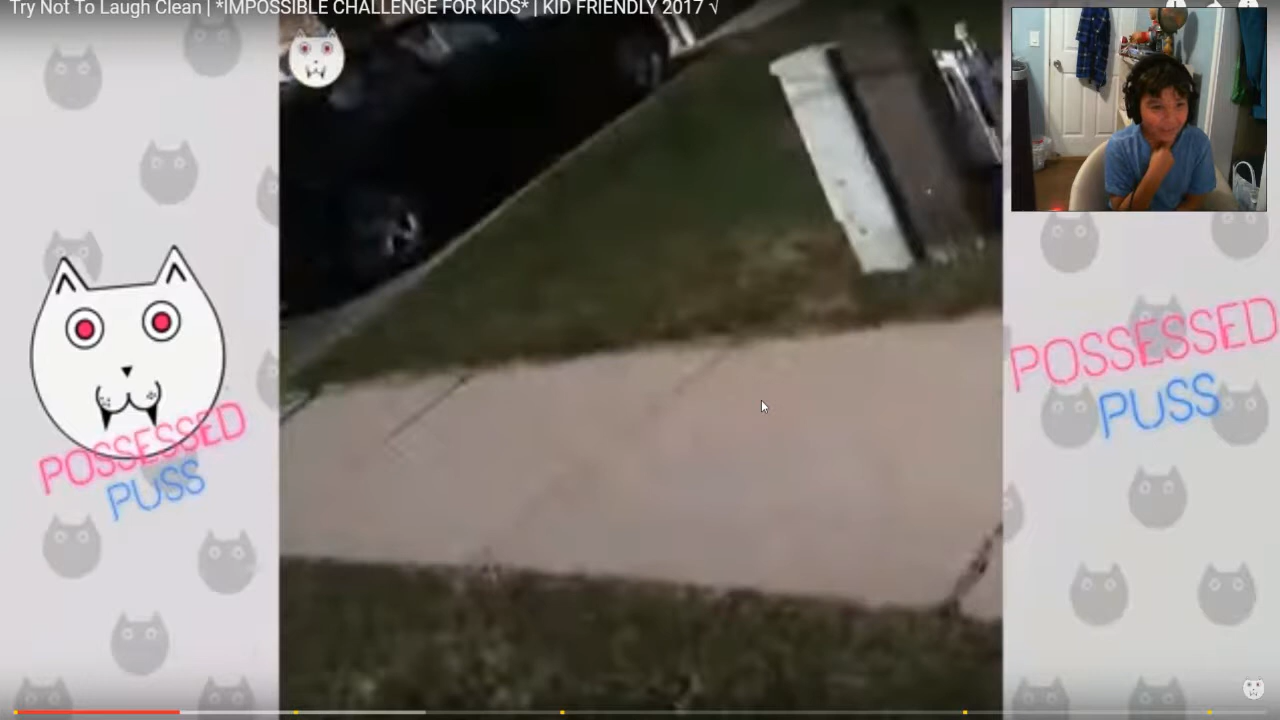 Try Not To Laugh Clean | *IMPOSSIBLE CHALLENGE FOR KIDS* | KID FRIENDLY 2017 √
POSSESSED
PUSS
POSSESSED
PUSS